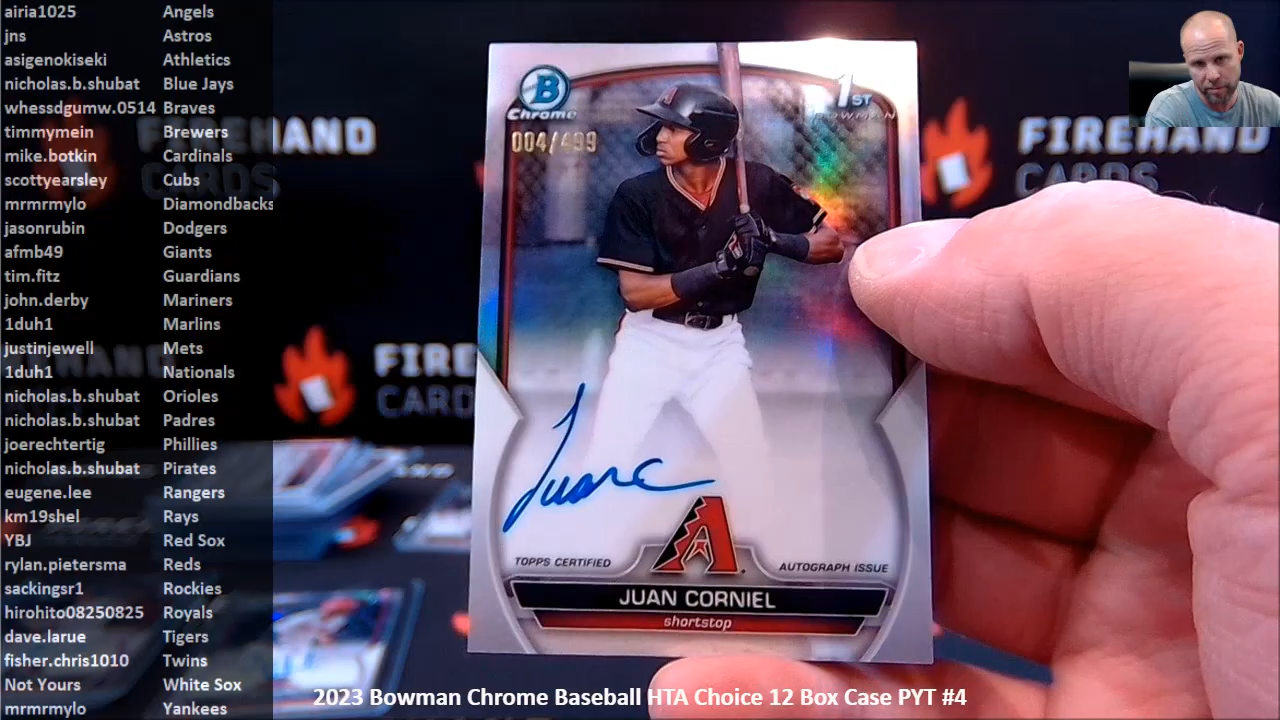 airia1025 Angels
jns Astros
asigenokiseki Athletics
nicholas.b.shubat Blue Jays
whessdgumw.0514 Braves
timmymein Brewers
mike.botkin Cardinals
scottyearsley Cubs
mrmrmylo Diamondbacks
jasonrubin Dodgers
afmb49 Giants
tim.fitz Guardians
john.derby Mariners
1duh1 Marlins
justinjewell Mets
1duh1 Nationals
nicholas.b.shubat Orioles
nicholas.b.shubat Padres
joerechtertig Phillies
nicholas.b.shubat Pirates
eugene.lee Rangers
km19shel Rays
YBJ Red Sox
rylan.pietersma Reds
sackingsr1 Rockies
hirohito08250825 Royals
dave.larue Tigers
fisher.chris1010 Twins
Not Yours White Sox
mrmrmylo Yankees
FIREHAND
CARDS
FIREHAND
CARDS
FIRE
CARD
B
Chrome
004/499
1ST
BOWMAN
A
Juan C
TOPPS CERTIFIED
AUTOGRAPH ISSUE
JUAN CORNIEL
shortstop
2023 Bowman Chrome Baseball HTA Choice 12 Box Case PYT #4